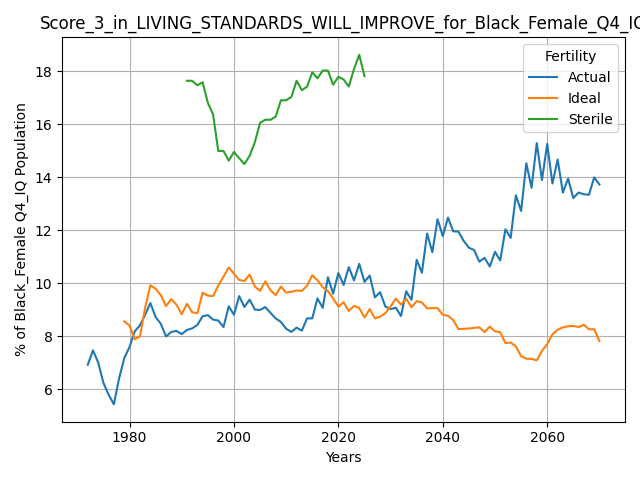 Score_3_in_LIVING_STANDARDS_WILL_IMPROVE_for_Black_Female_Q4_IQ
Fertility
Actual
Ideal
Sterile
% of Black_Female Q4_IQ Population
18
16
14
12
10
8
6
1980
2000
2020
2040
2060
Years